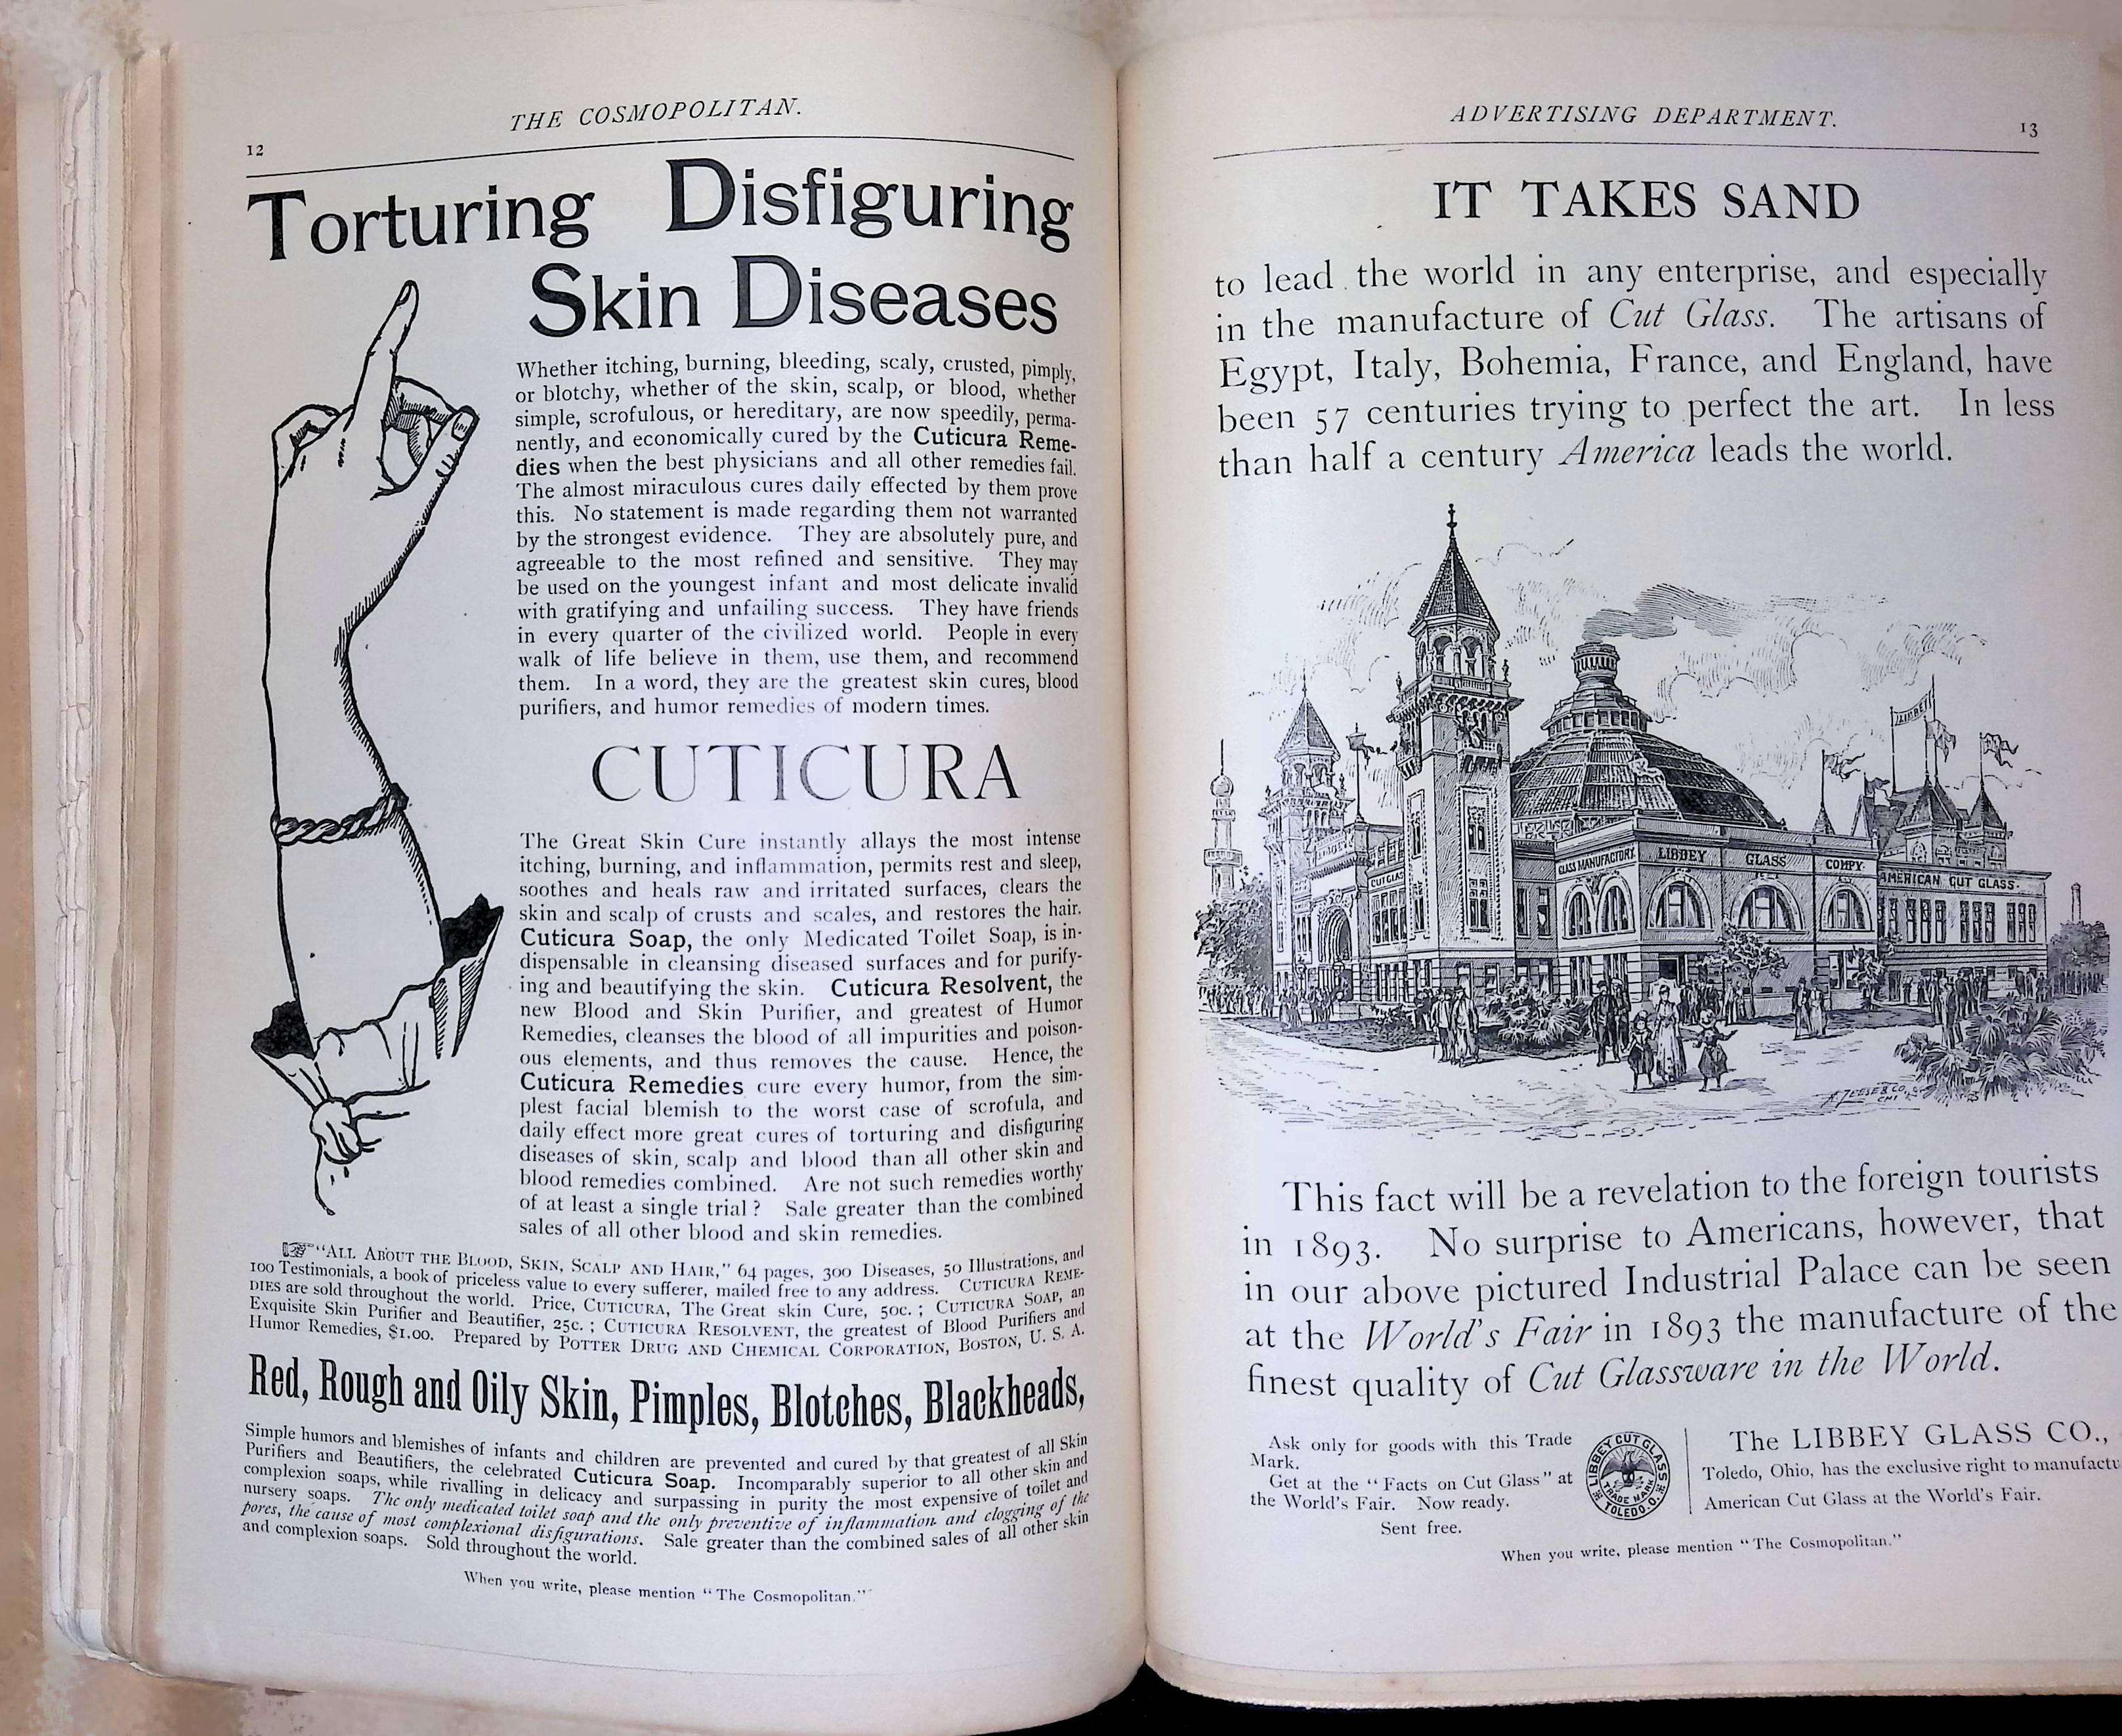 THE COSMOPOLITAN.
12
Torturing Disfiguring
Skin Diseases
Whether itching, burning, bleeding, scaly, crusted, pimply,
or blotchy, whether of the skin, scalp, or blood, whether
simple, scrofulous, or hereditary, are now speedily, perma-
nently, and economically cured by the Cuticura Reme-
dies when the best physicians and all other remedies fail.
The almost miraculous cures daily effected by them prove
this. No statement is made regarding them not warranted
by the strongest evidence. They are absolutely pure, and
agreeable to the most refined and sensitive. They may
be used on the youngest infant and most delicate invalid
with gratifying and unfailing success. They have friends
in every quarter of the civilized world. People in every
walk of life believe in them, use them, and recommend
them. In a word, they are the greatest skin cures, blood
purifiers, and humor remedies of modern times.
CUTICURA
The Great Skin Cure instantly allays the most intense
itching, burning, and inflammation, permits rest and sleep,
soothes and heals raw and irritated surfaces, clears the
skin and scalp of crusts and scales, and restores the hair.
Cuticura Soap, the only Medicated Toilet Soap, is in-
dispensable in cleansing diseased surfaces and for purify-
ing and beautifying the skin. Cuticura Resolvent, the
new Blood and Skin Purifier, and greatest of Humor
Remedies, cleanses the blood of all impurities and poison-
ous elements, and thus removes the cause. Hence, the
Cuticura Remedies cure every humor, from the sim-
plest facial blemish to the worst case of scrofula, and
daily effect more great cures of torturing and disfiguring
diseases of skin, scalp and blood than all other skin and
blood remedies combined. Are not such remedies worthy
of at least a single trial? Sale greater than the combined
sales of all other blood and skin remedies.
☞ "ALL ABOUT THE BLOOD, SKIN, SCALP AND HAIR," 64 pages, 300 Diseases, 50 Illustrations, and
100 Testimonials, a book of priceless value to every sufferer, mailed free to any address. CUTICURA REME-
DIES are sold throughout the world. Price, CUTICURA, The Great skin Cure, 50c.; CUTICURA SOAP, an
Exquisite Skin Purifier and Beautifier, 25c.; CUTICURA RESOLVENT, the greatest of Blood Purifiers and
Humor Remedies, $1.00. Prepared by POTTER DRUG AND CHEMICAL CORPORATION, BOSTON, U. S. A.
Red, Rough and Oily Skin, Pimples, Blotches, Blackheads,
Simple humors and blemishes of infants and children are prevented and cured by that greatest of all Skin
Purifiers and Beautifiers, the celebrated Cuticura Soap. Incomparably superior to all other skin and
complexion soaps, while rivalling in delicacy and surpassing in purity the most expensive of toilet and
nursery soaps. The only medicated toilet soap and the only preventive of inflammation and clogging of the
pores, the cause of most complexional disfigurations. Sale greater than the combined sales of all other skin
and complexion soaps. Sold throughout the world.
When you write, please mention "The Cosmopolitan."
ADVERTISING DEPARTMENT.
13
IT TAKES SAND
to lead the world in any enterprise, and especially
in the manufacture of Cut Glass. The artisans of
Egypt, Italy, Bohemia, France, and England, have
been 57 centuries trying to perfect the art. In less
than half a century America leads the world.
LIBBEY
CUT GLASS
GLASS MANUFACTORY.
LIBBEY
GLASS
COMPY.
AMERICAN CUT GLASS.
This fact will be a revelation to the foreign tourists
in 1893. No surprise to Americans, however, that
in our above pictured Industrial Palace can be seen
at the World's Fair in 1893 the manufacture of the
finest quality of Cut Glassware in the World.
Ask only for goods with this Trade
Mark.
Get at the "Facts on Cut Glass" at
the World's Fair. Now ready.
Sent free.
LIBBEY CUT GLASS
TRADE MARK
TOLEDO.O.
The LIBBEY GLASS CO.,
Toledo, Ohio, has the exclusive right to manufactu
American Cut Glass at the World's Fair.
When you write, please mention "The Cosmopolitan."